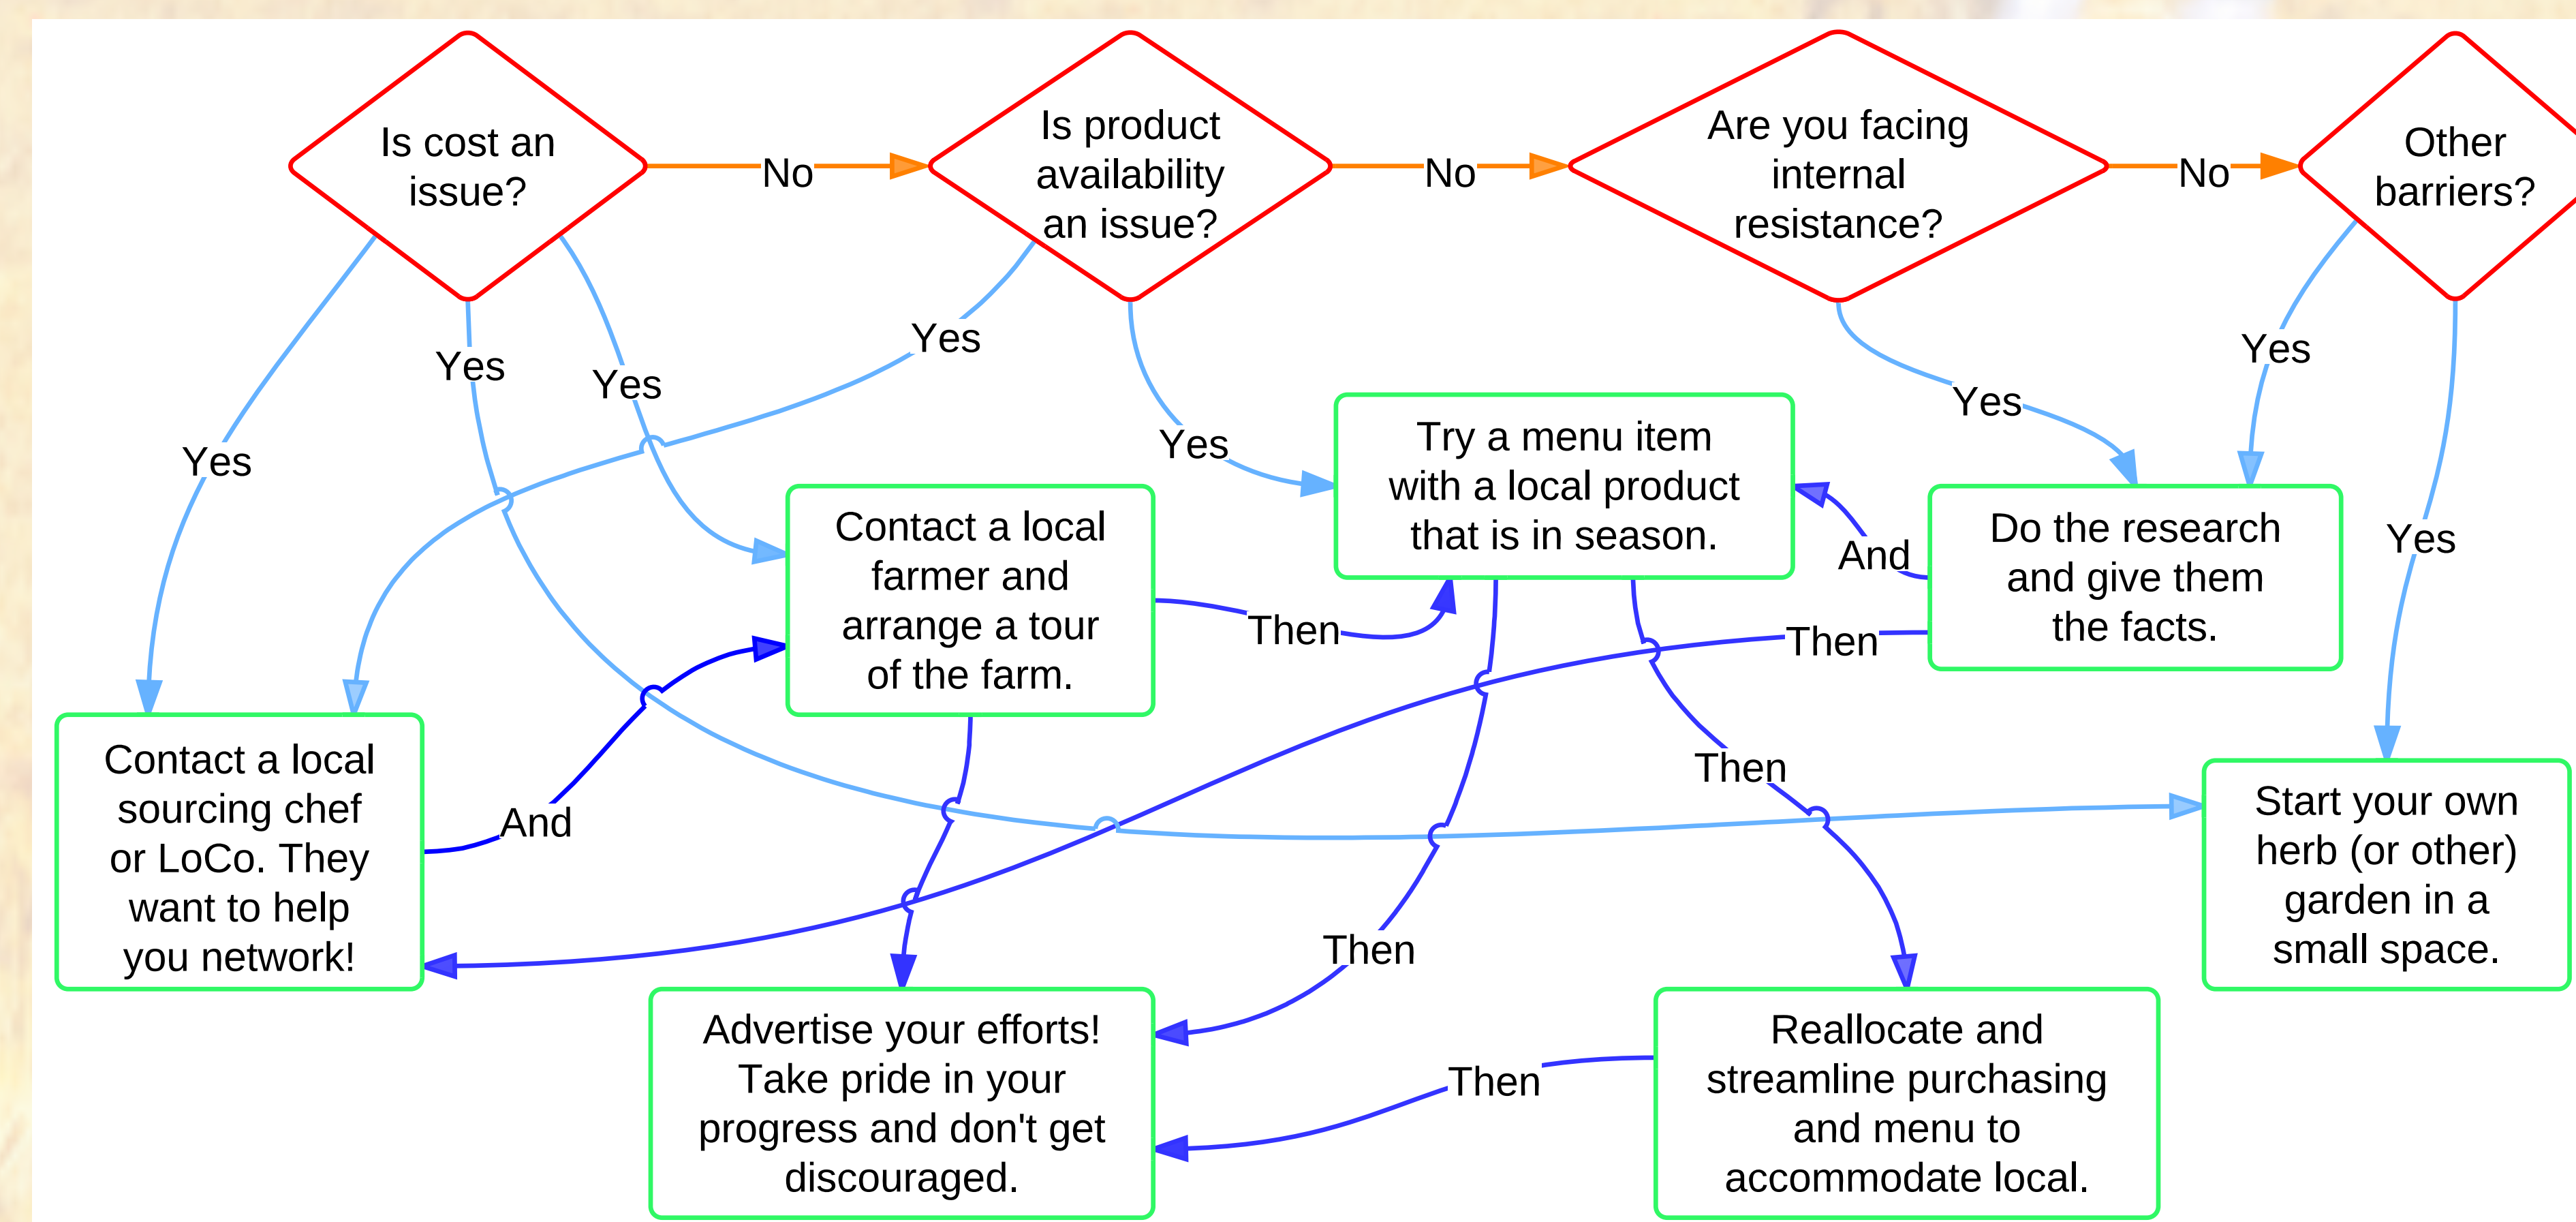 Is cost an
issue?
No
Is product
availability
an issue?
No
Are you facing
internal
resistance?
No
Other
barriers?
Yes
Yes
Yes
Yes
Yes
Yes
Yes
Yes
Try a menu item
with a local product
that is in season.
Contact a local
farmer and
arrange a tour
of the farm.
Then
And
Do the research
and give them
the facts.
Then
Contact a local
sourcing chef
or LoCo. They
want to help
you network!
And
Then
Start your own
herb (or other)
garden in a
small space.
Then
Advertise your efforts!
Take pride in your
progress and don't get
discouraged.
Then
Reallocate and
streamline purchasing
and menu to
accommodate local.